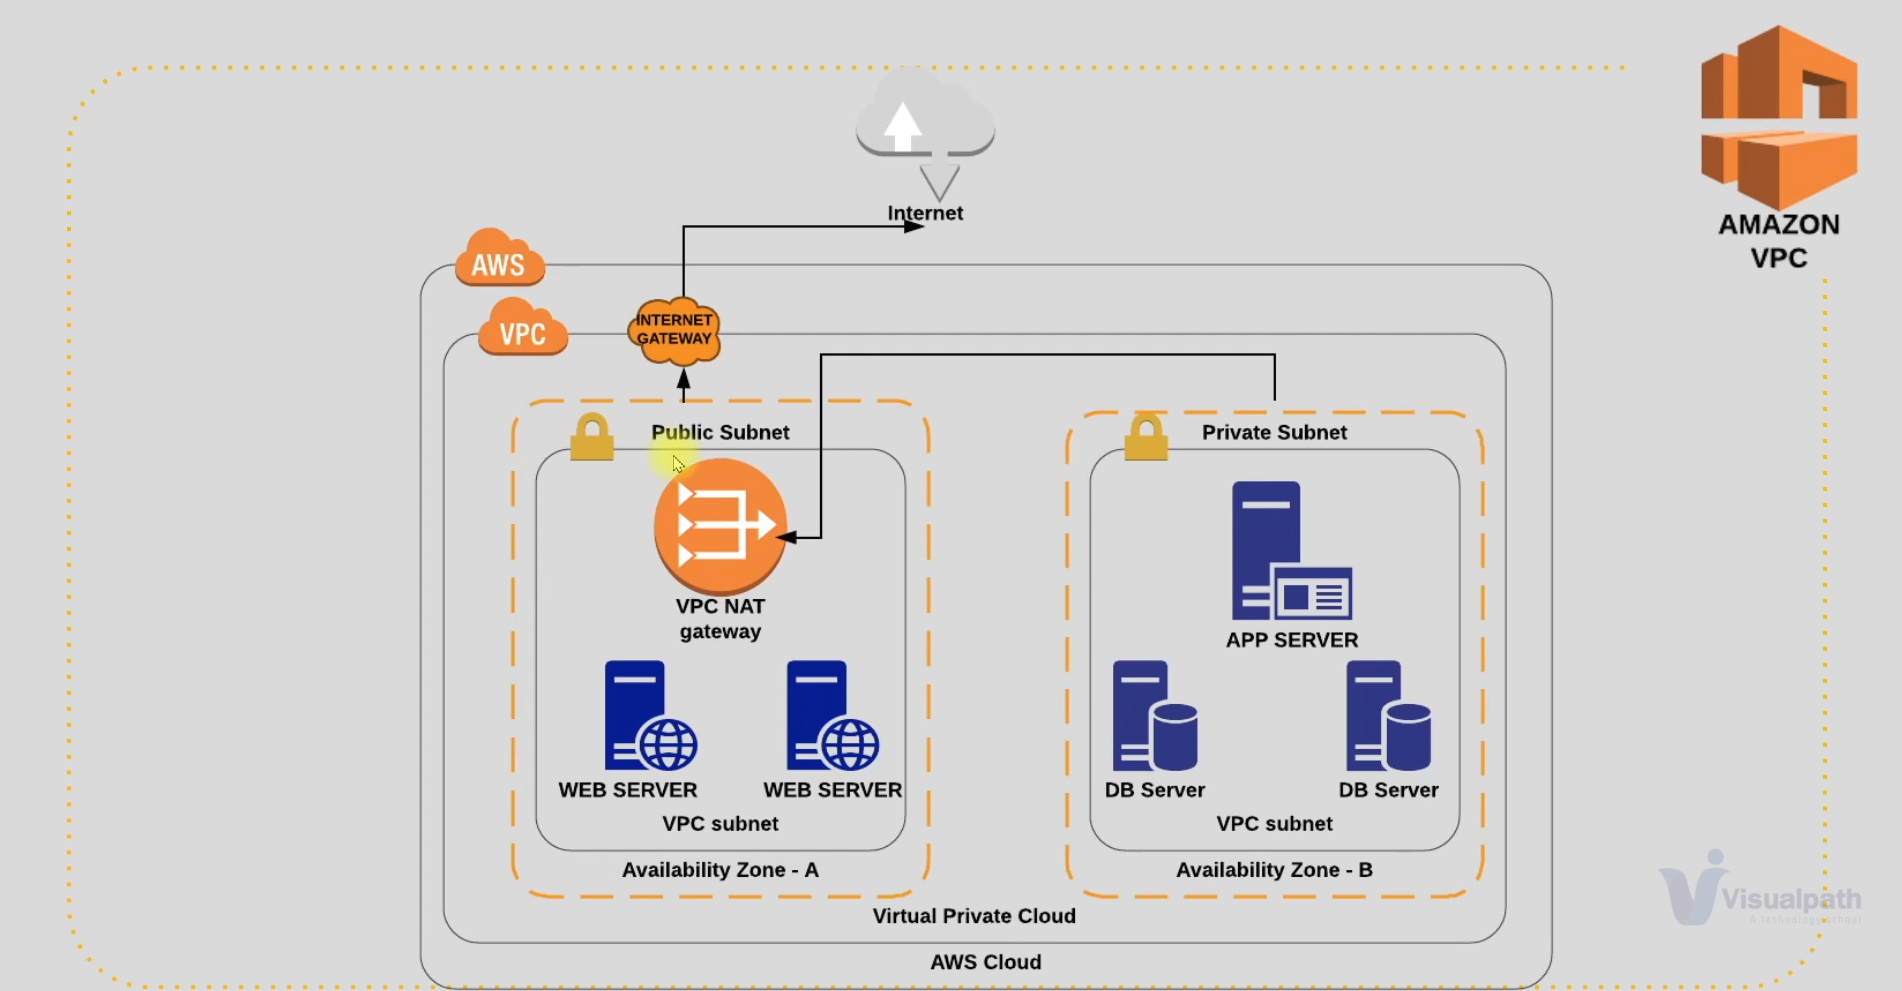 AMAZON
VPC
Internet
AWS
VPC
INTERNET
GATEWAY
Public Subnet
Private Subnet
VPC NAT
gateway
APP SERVER
WEB SERVER
WEB SERVER
DB Server
DB Server
VPC subnet
VPC subnet
Availability Zone - A
Availability Zone - B
Virtual Private Cloud
AWS Cloud
Visualpath
A technology school